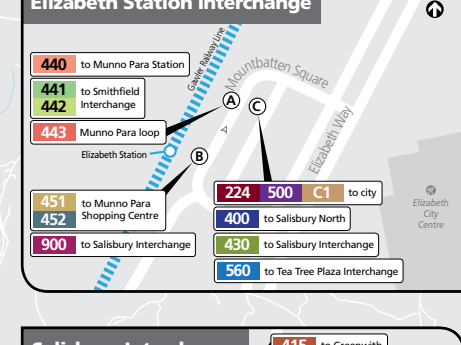 Elizabeth Station Interchange
440 to Munno Para Station
441 to Smithfield
442 Interchange
443 Munno Para loop
Gawler Railway Line
Mountbatten Square
A
C
Elizabeth Way
Elizabeth Station
B
451 to Munno Para
452 Shopping Centre
900 to Salisbury Interchange
224 500 C1 to city
400 to Salisbury North
430 to Salisbury Interchange
560 to Tea Tree Plaza Interchange
Elizabeth
City
Centre
415 to Greenwith